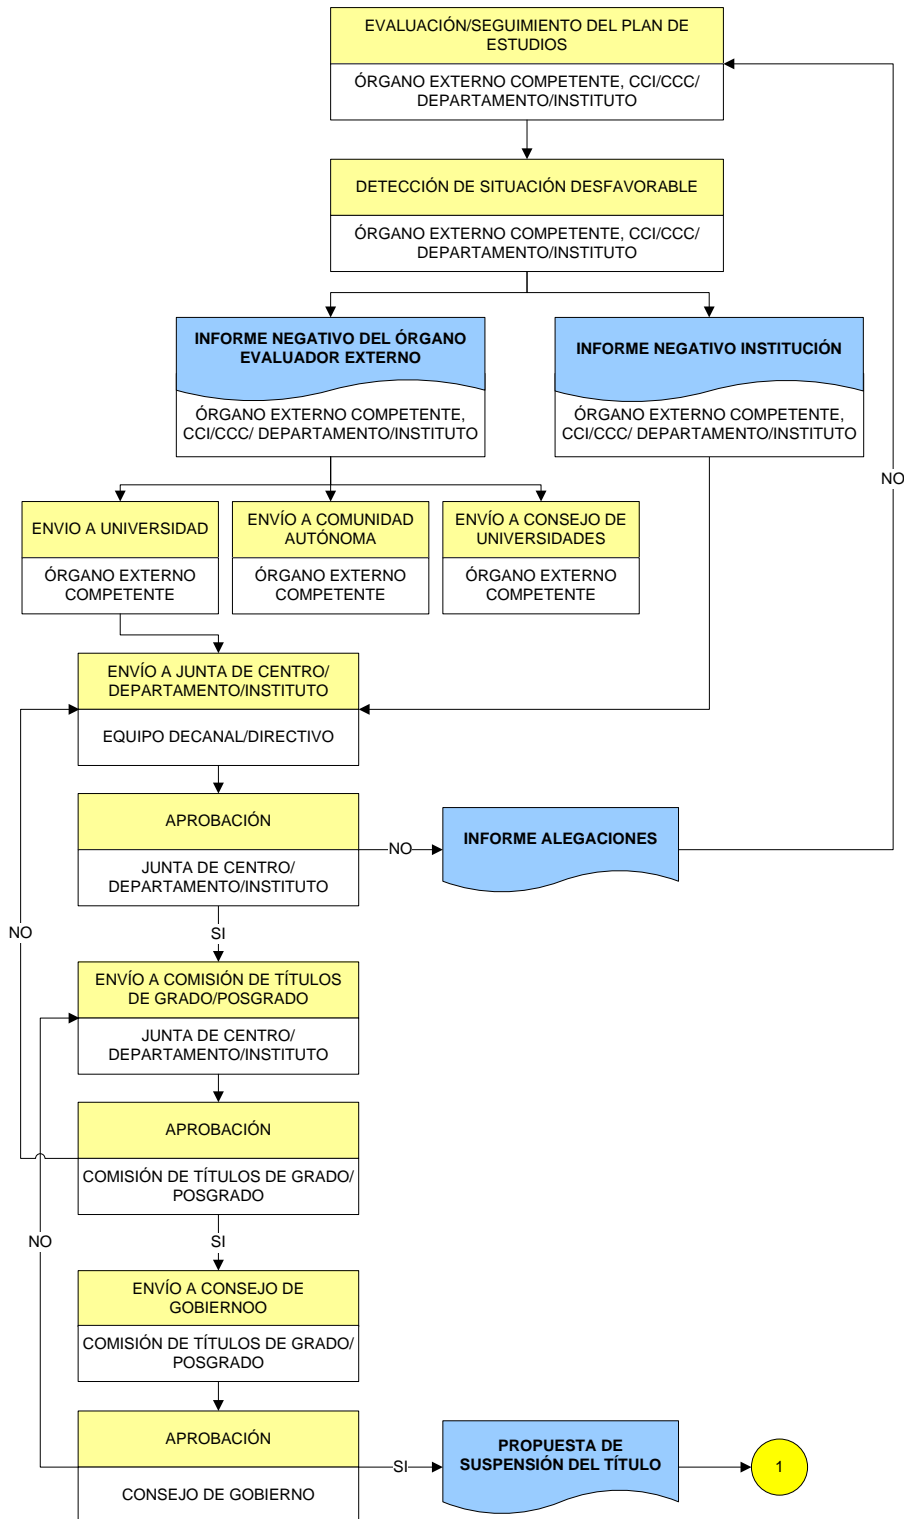 EVALUACIÓN/SEGUIMIENTO DEL PLAN DE
ESTUDIOS
ÓRGANO EXTERNO COMPETENTE, CCI/CCC/
DEPARTAMENTO/INSTITUTO
DETECCIÓN DE SITUACIÓN DESFAVORABLE
ÓRGANO EXTERNO COMPETENTE, CCI/CCC/
DEPARTAMENTO/INSTITUTO
INFORME NEGATIVO DEL ÓRGANO
EVALUADOR EXTERNO
ÓRGANO EXTERNO COMPETENTE,
CCI/CCC/ DEPARTAMENTO/INSTITUTO
INFORME NEGATIVO INSTITUCIÓN
ÓRGANO EXTERNO COMPETENTE,
CCI/CCC/ DEPARTAMENTO/INSTITUTO
NO
ENVIO A UNIVERSIDAD
ÓRGANO EXTERNO
COMPETENTE
ENVÍO A COMUNIDAD
AUTÓNOMA
ÓRGANO EXTERNO
COMPETENTE
ENVÍO A CONSEJO DE
UNIVERSIDADES
ÓRGANO EXTERNO
COMPETENTE
ENVÍO A JUNTA DE CENTRO/
DEPARTAMENTO/INSTITUTO
EQUIPO DECANAL/DIRECTIVO
APROBACIÓN
JUNTA DE CENTRO/
DEPARTAMENTO/INSTITUTO
NO
INFORME ALEGACIONES
NO
SI
ENVÍO A COMISIÓN DE TÍTULOS
DE GRADO/POSGRADO
JUNTA DE CENTRO/
DEPARTAMENTO/INSTITUTO
APROBACIÓN
COMISIÓN DE TÍTULOS DE GRADO/
POSGRADO
NO
SI
ENVÍO A CONSEJO DE
GOBIERNOO
COMISIÓN DE TÍTULOS DE GRADO/
POSGRADO
APROBACIÓN
CONSEJO DE GOBIERNO
SI
PROPUESTA DE
SUSPENSIÓN DEL TÍTULO
1